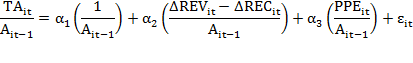 TA_it / A_it−1 = α_1 (1 / A_it−1) + α_2 (ΔREV_it − ΔREC_it / A_it−1) + α_3 (PPE_it / A_it−1) + ε_it